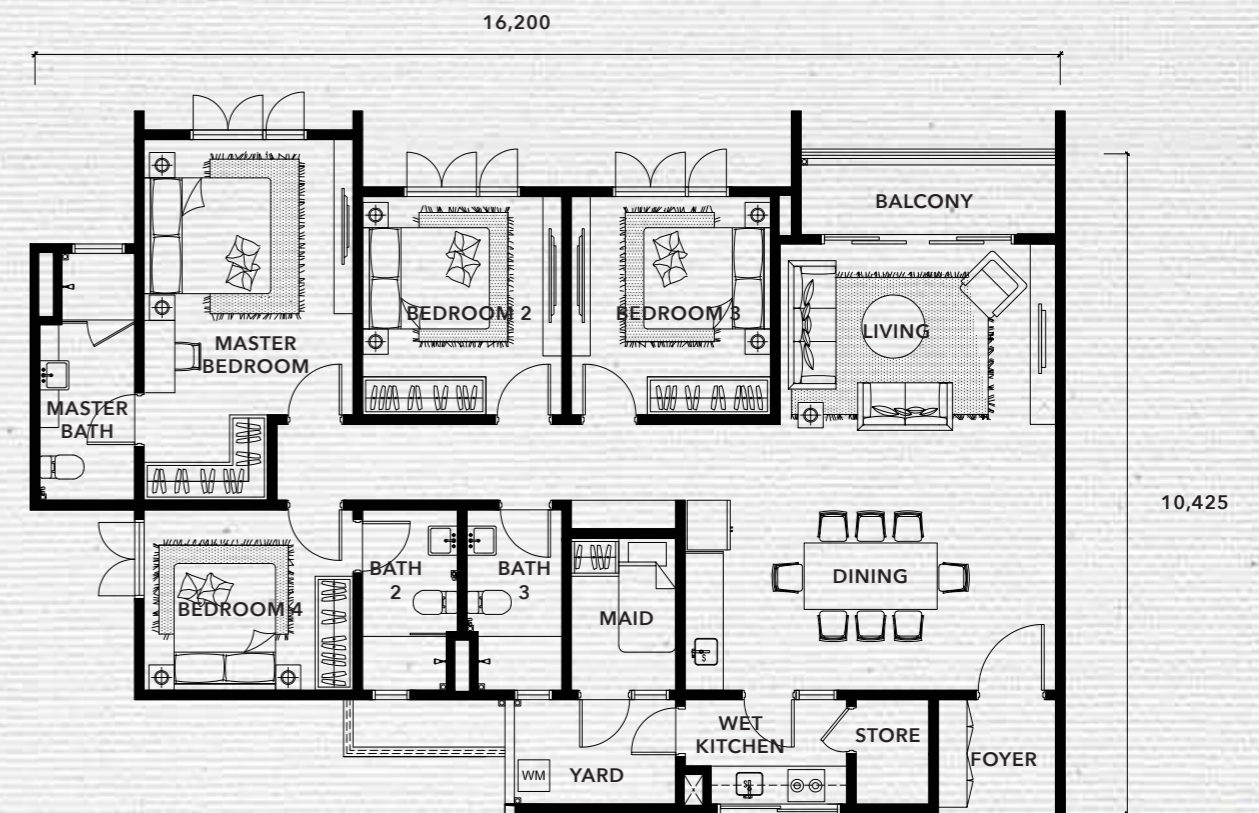 16,200
BALCONY
BEDROOM 2
BEDROOM 3
LIVING
MASTER
BEDROOM
MASTER
BATH
10,425
BATH
2
BATH
3
DINING
BEDROOM 4
MAID
S
WET
KITCHEN
STORE
FOYER
YARD
WM